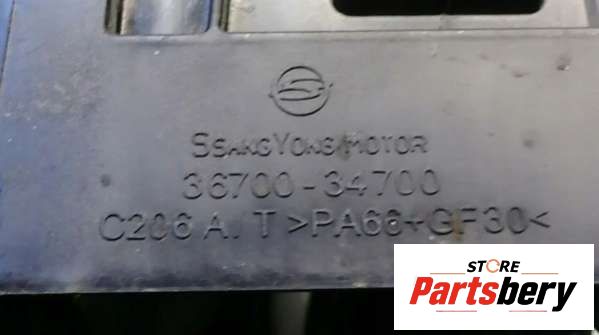 SSANGYONG MOTOR
36700-34700
C206 A/T >PA66+GF30<
STORE
Partsbery